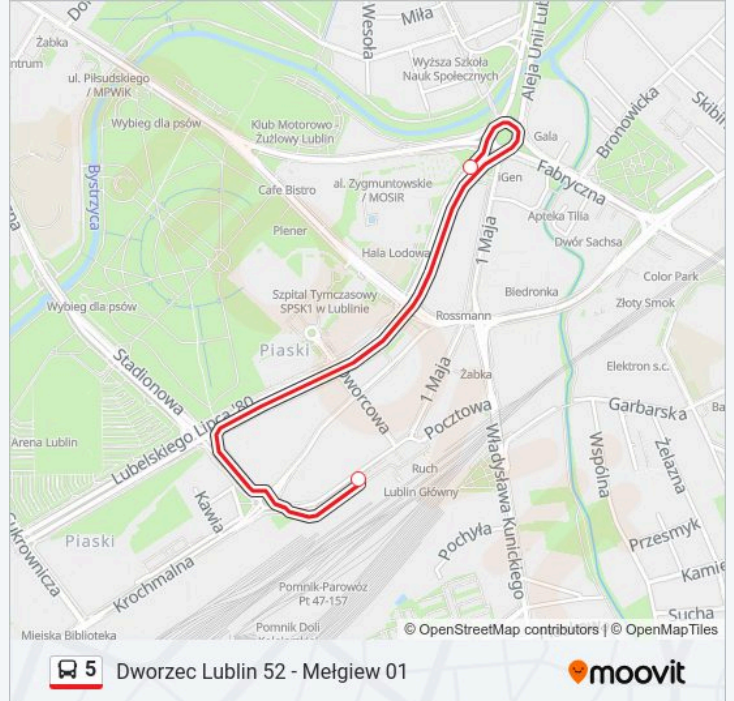 Wesoła
Miła
Aleja Unii Lub
Żabka
ntrum
ul. Piłsudskiego
/ MPWiK
Wyższa Szkoła
Nauk Społecznych
Bronowicka
Skibin
Wybieg dla psów
Klub Motorowo -
Żużlowy Lublin
Gala
Bystrzyca
iGen
Fabryczna
Cafe Bistro
al. Zygmuntowskie
/ MOSIR
Apteka Tilia
Plener
1 Maja
Dwór Sachsa
Hala Lodowa
Color Park
Szpital Tymczasowy
SPSK1 w Lublinie
Biedronka
Złoty Smok
Wybieg dla psów
Rossmann
Piaski
Stadionowa
1 Maja
Żabka
Elektron s.c.
Dworcowa
Lubelskiego Lipca '80
Pocztowa
Garbarska
Ba
Arena Lublin
Władysława Kunickiego
Wspólna
Żelazna
Ruch
Lublin Główny
Kawia
Cukrownicza
Piaski
Pochyła
Przesmyk
Krochmalna
Kamie
Pomnik-Parowóz
Pt 47-157
Sucha
Miejska Biblioteka
Pomnik Doli
© OpenStreetMap contributors | © OpenMapTiles
5 Dworzec Lublin 52 - Mełgiew 01
moovit